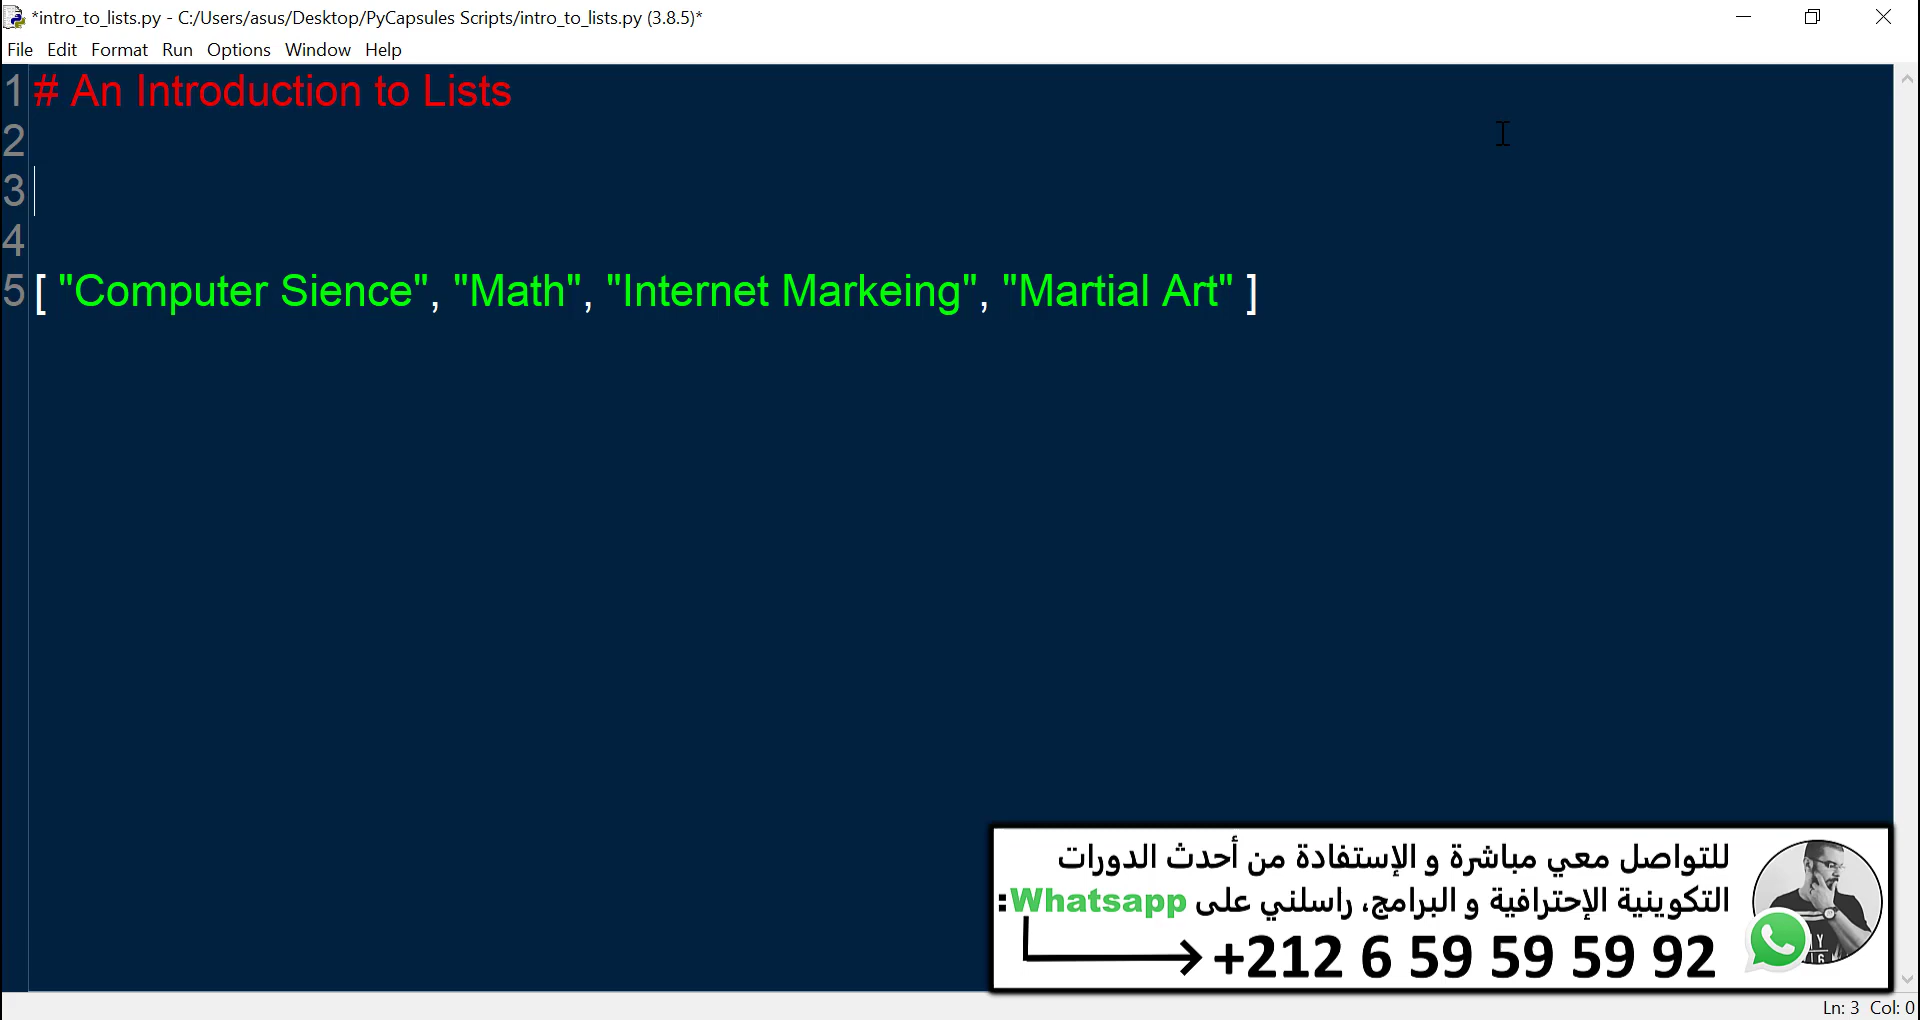 *intro_to_lists.py - C:/Users/asus/Desktop/PyCapsules Scripts/intro_to_lists.py (3.8.5)*
File Edit Format Run Options Window Help
1 # An Introduction to Lists
2
3
4
5 [ "Computer Sience", "Math", "Internet Markeing", "Martial Art" ]
للتواصل معي مباشرة و الإستفادة من أحدث الدورات
التكوينية الإحترافية و البرامج، راسلني على Whatsapp:
+212 6 59 59 59 92
Ln: 3 Col: 0